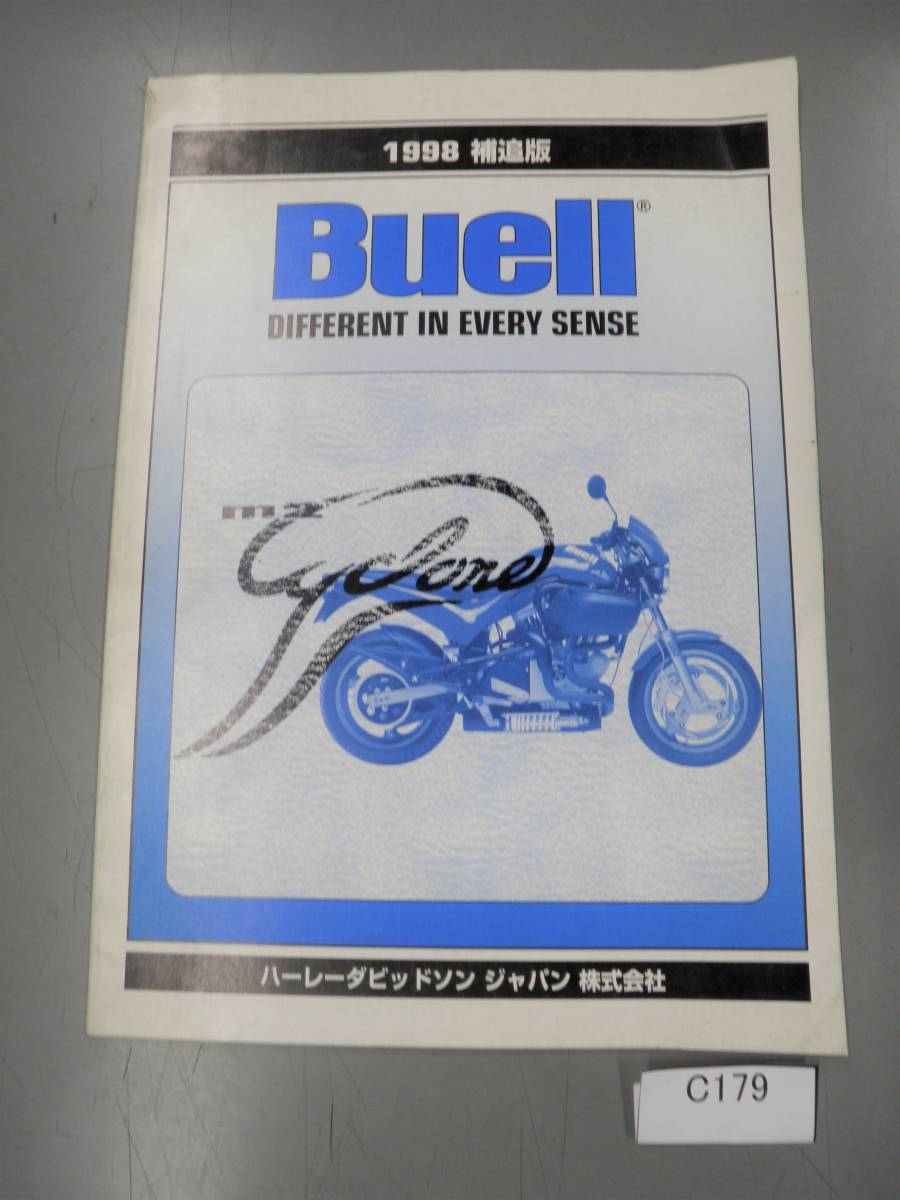 1998 補追版
Buell®
DIFFERENT IN EVERY SENSE
m2
Cyclone
Buell
ハーレーダビッドソン ジャパン 株式会社
C179